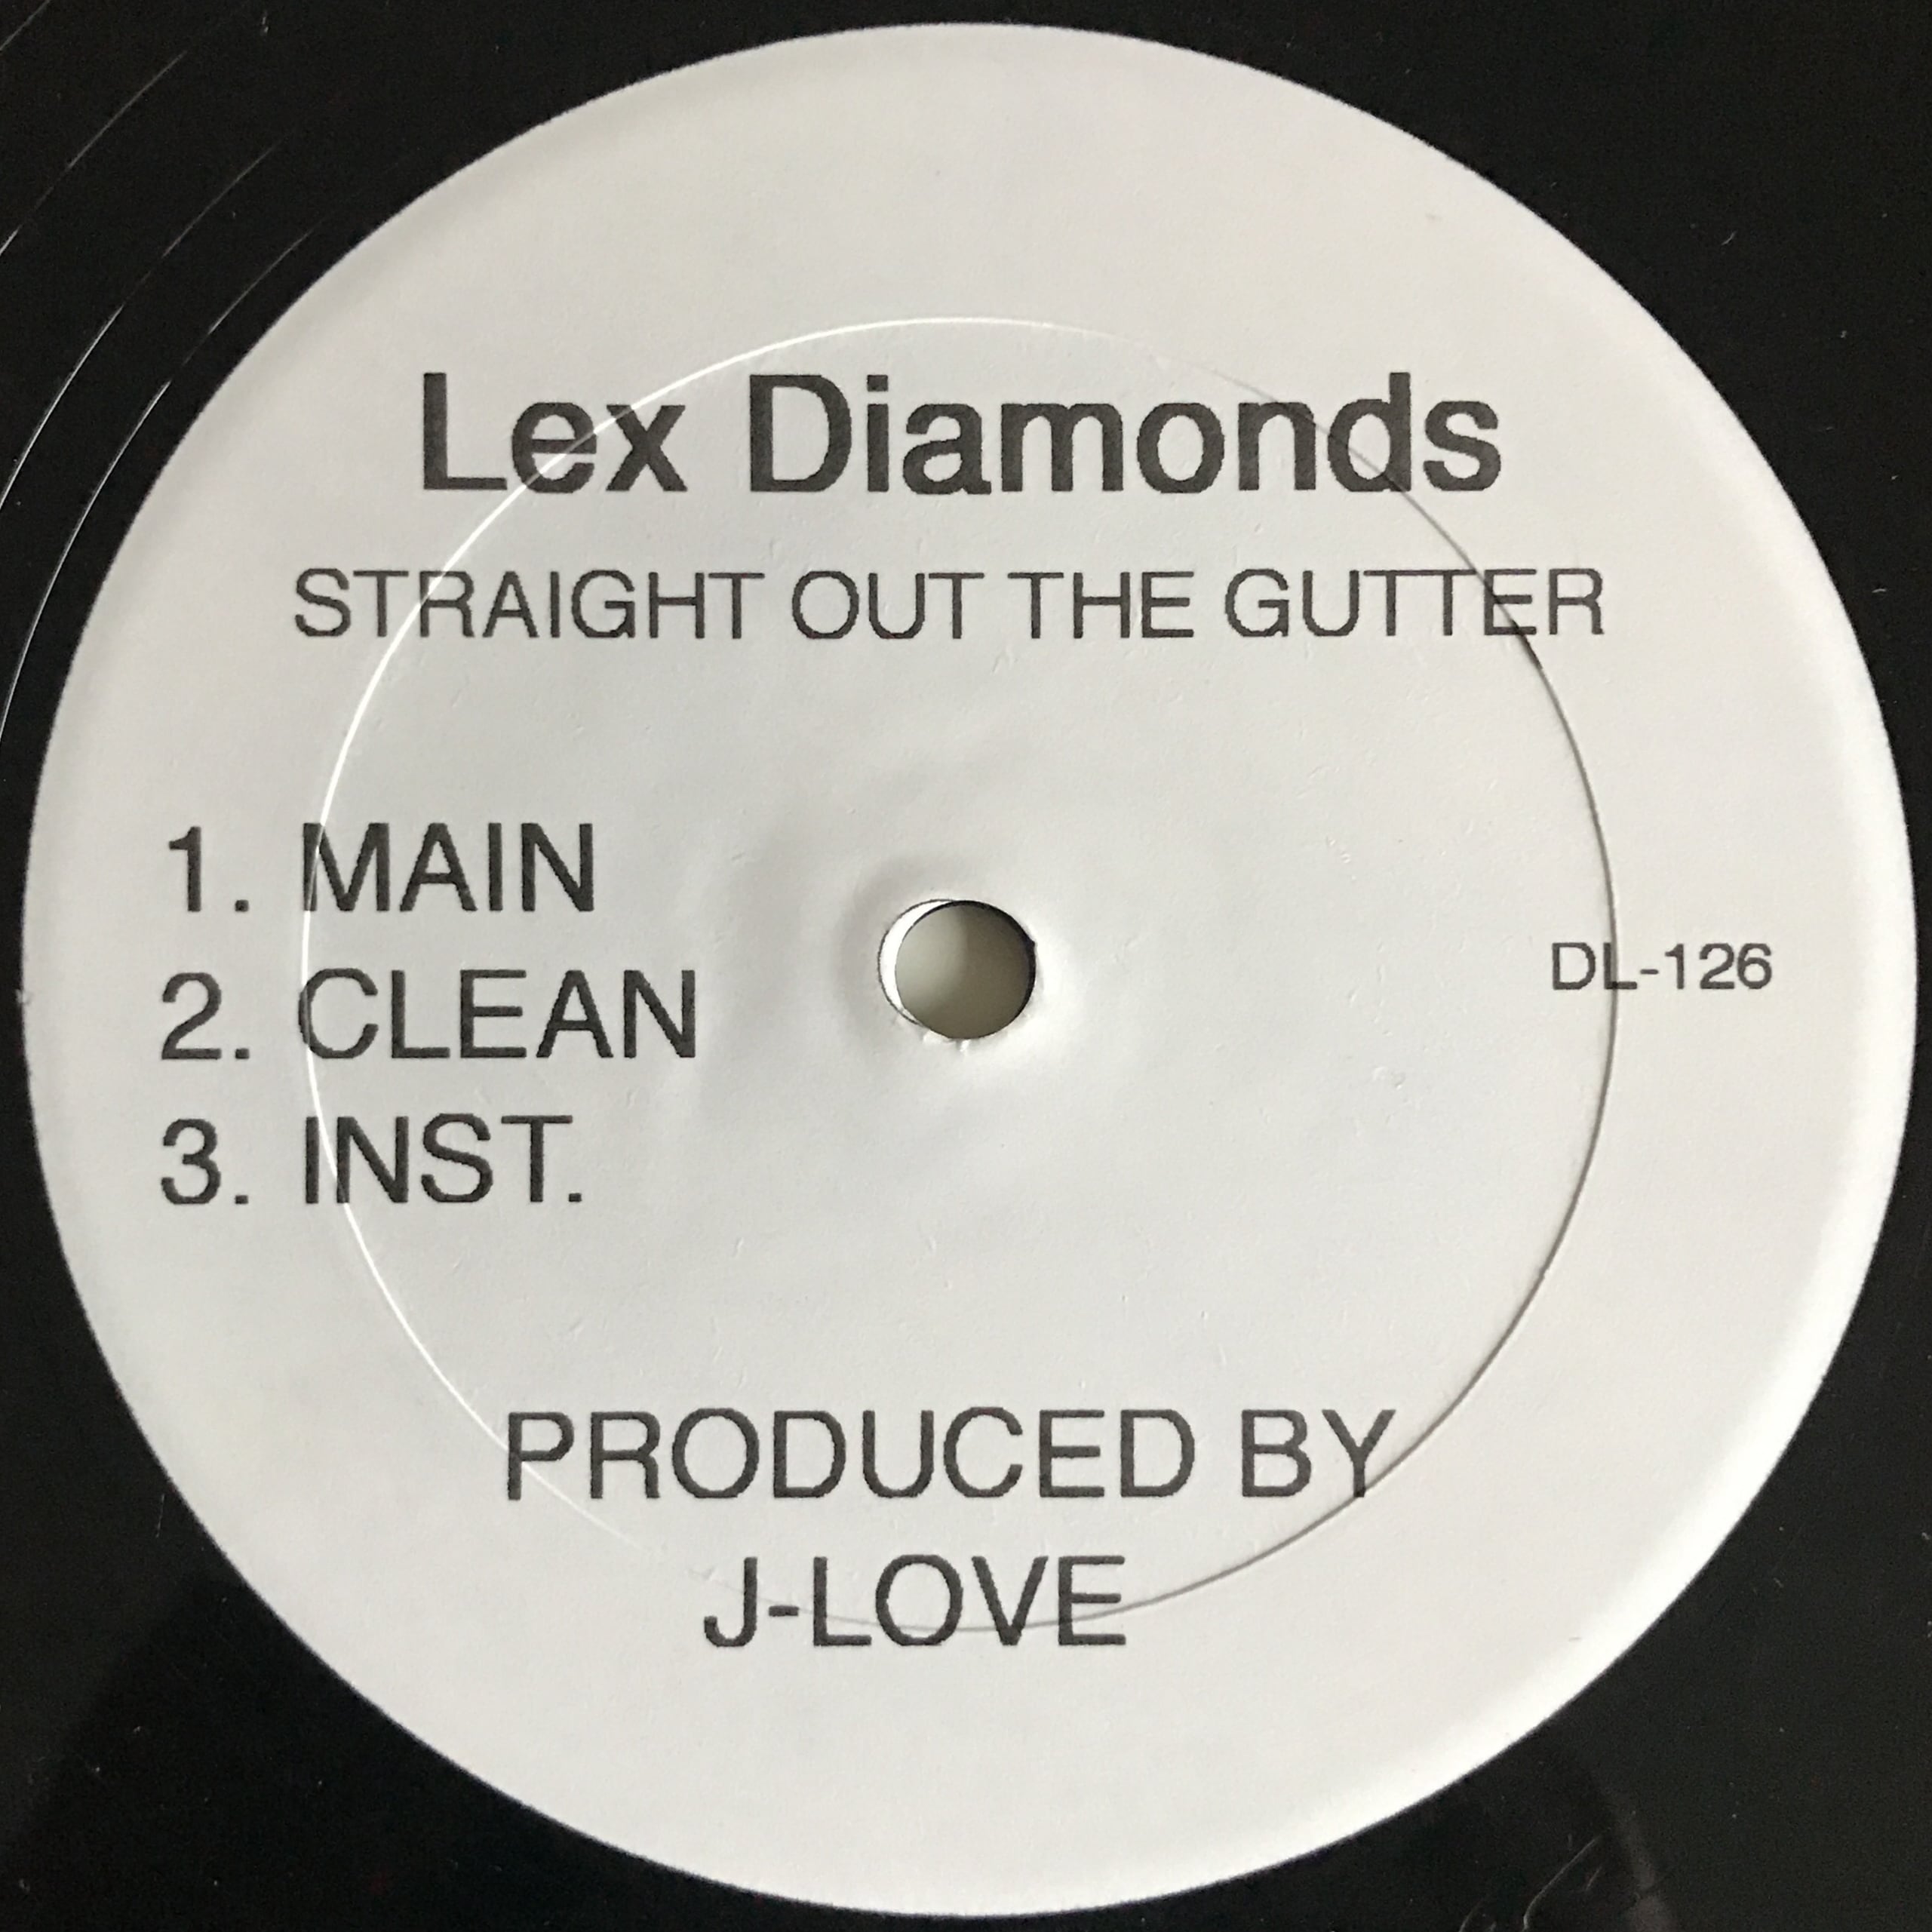 Lex Diamonds
STRAIGHT OUT THE GUTTER
1. MAIN
2. CLEAN
3. INST.
DL-126
PRODUCED BY
J-LOVE